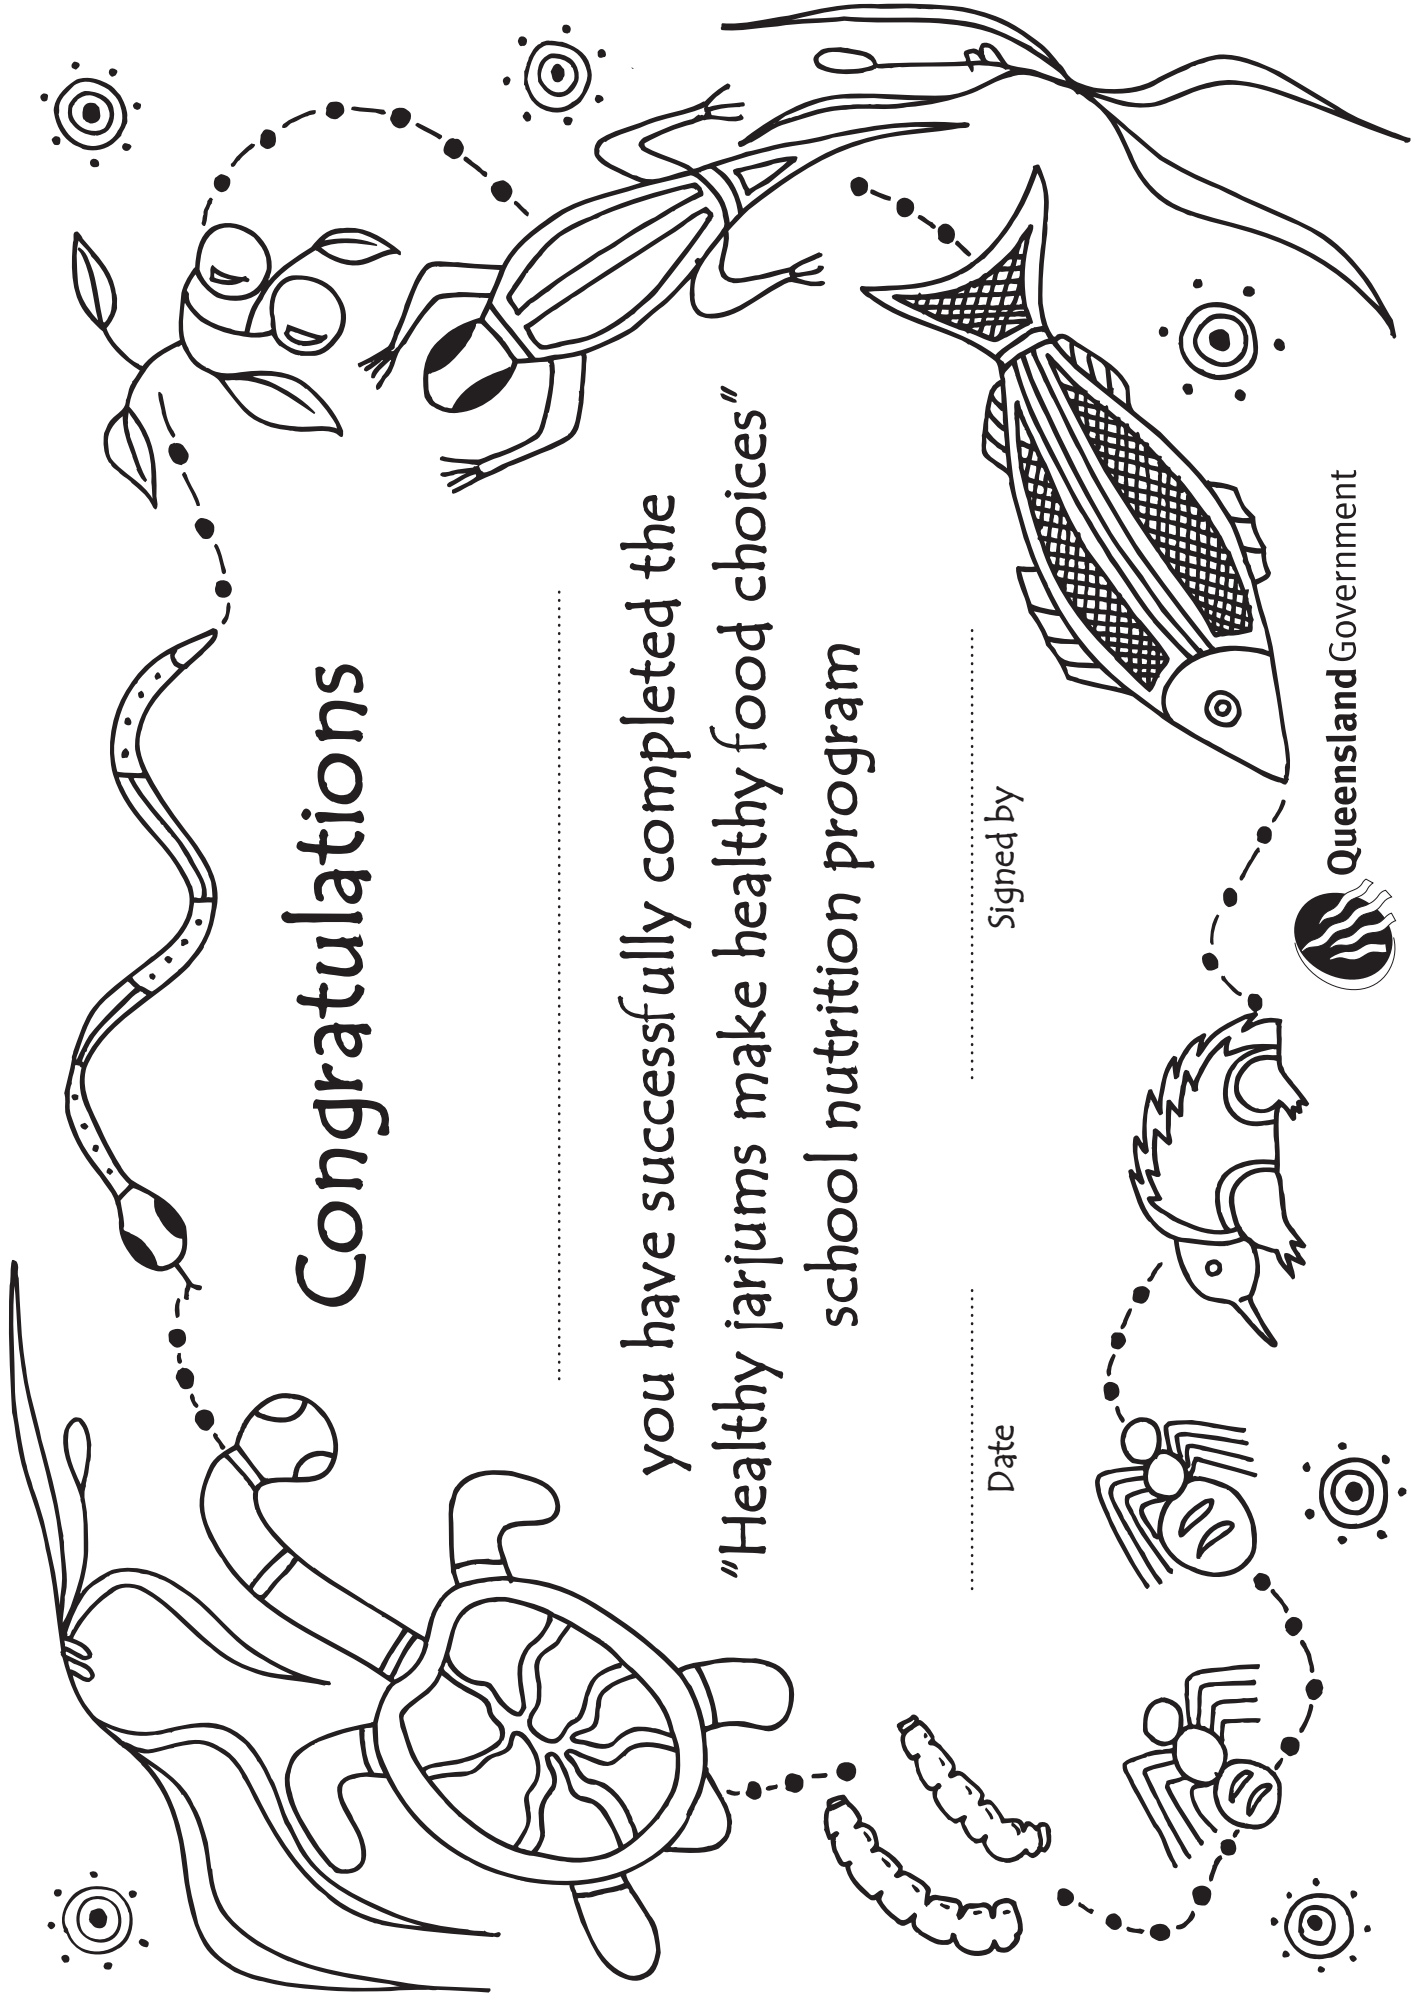 Congratulations
you have successfully completed the
"Healthy jarjums make healthy food choices"
school nutrition program
Date
Signed by
Queensland Government